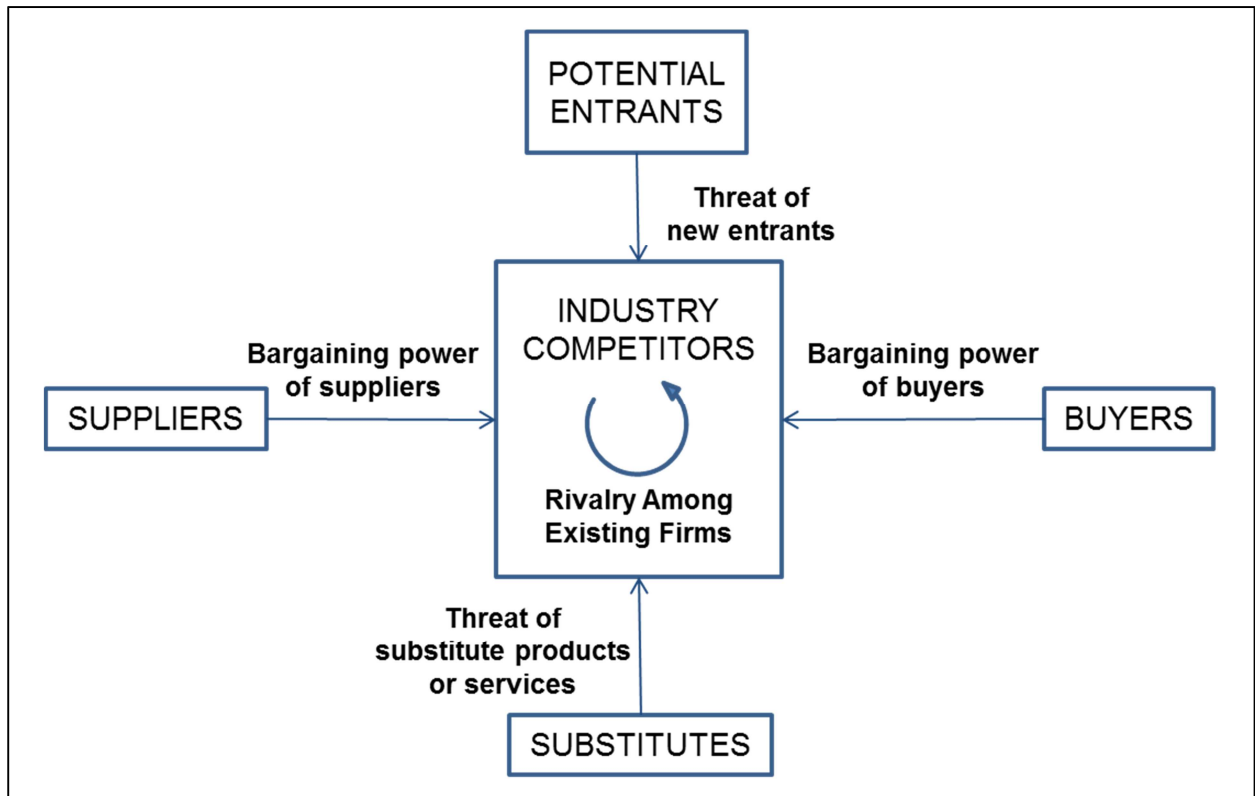 POTENTIAL
ENTRANTS
Threat of
new entrants
INDUSTRY
COMPETITORS
Bargaining power
of suppliers
Bargaining power
of buyers
SUPPLIERS
BUYERS
Rivalry Among
Existing Firms
Threat of
substitute products
or services
SUBSTITUTES